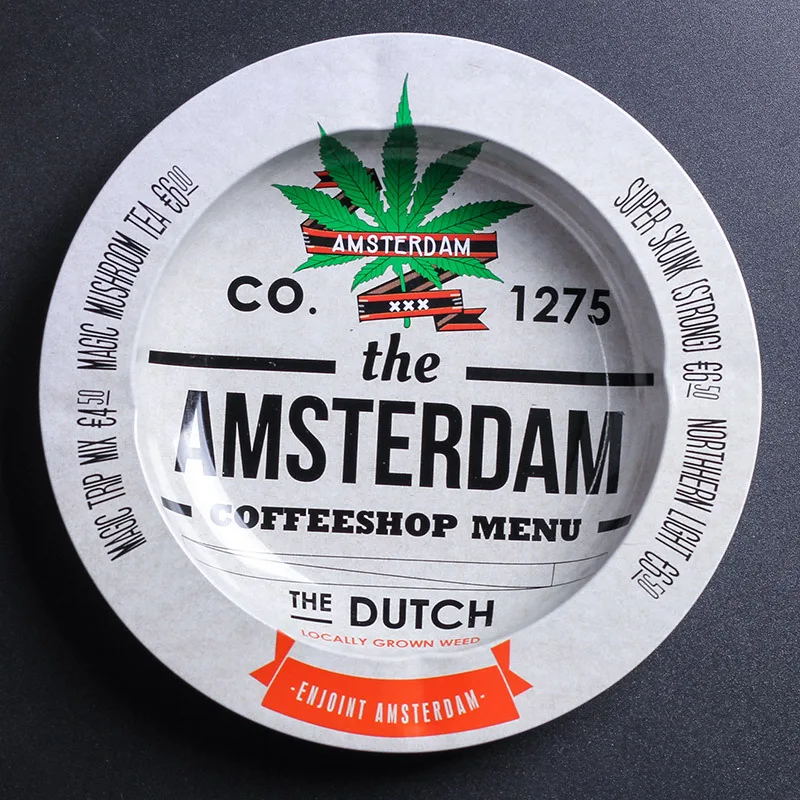 AMSTERDAM
XXX
CO. 1275
the
AMSTERDAM
COFFEESHOP MENU
THE DUTCH
LOCALLY GROWN WEED
-ENJOINT AMSTERDAM-
MAGIC TRIP MIX €4.50 MAGIC MUSHROOM TEA €6.00
SUPER SKUNK (STRONG) €6.50 NORTHHERN LIGHT €6.50